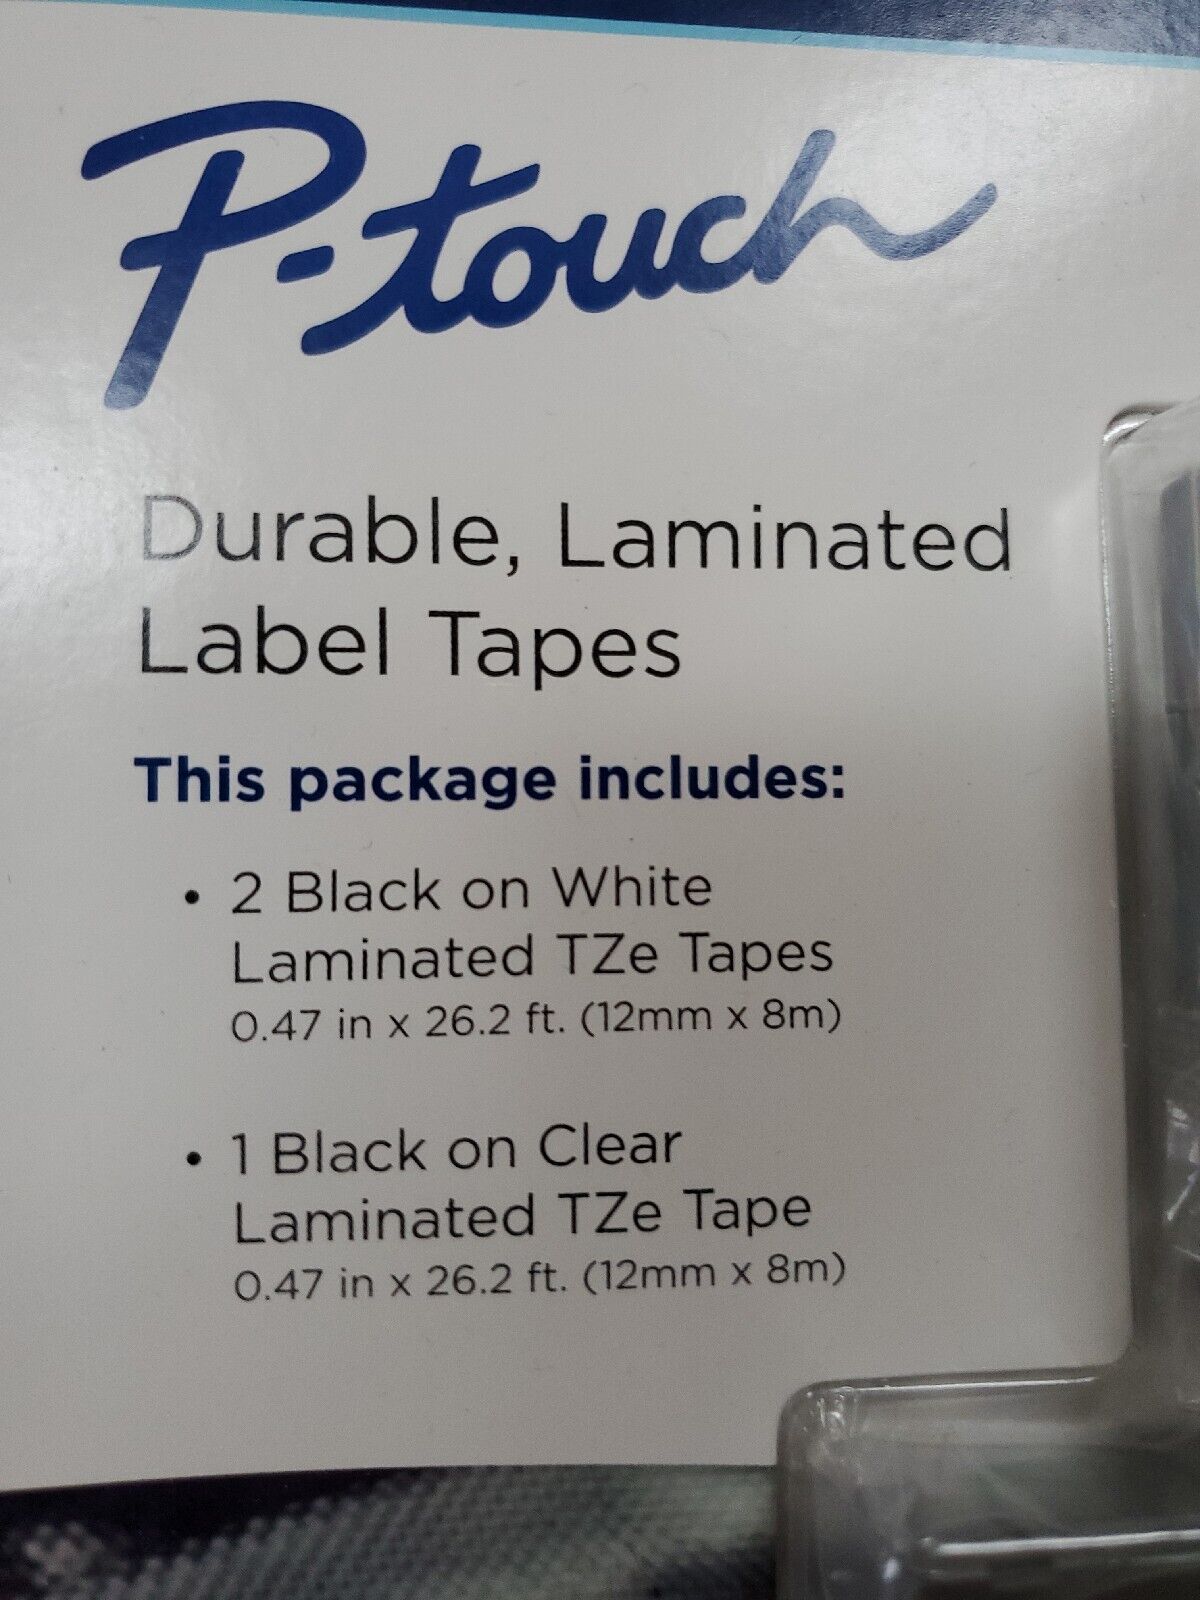 P-touch
Durable, Laminated
Label Tapes
This package includes:
• 2 Black on White
Laminated TZe Tapes
0.47 in x 26.2 ft. (12mm x 8m)
• 1 Black on Clear
Laminated TZe Tape
0.47 in x 26.2 ft. (12mm x 8m)